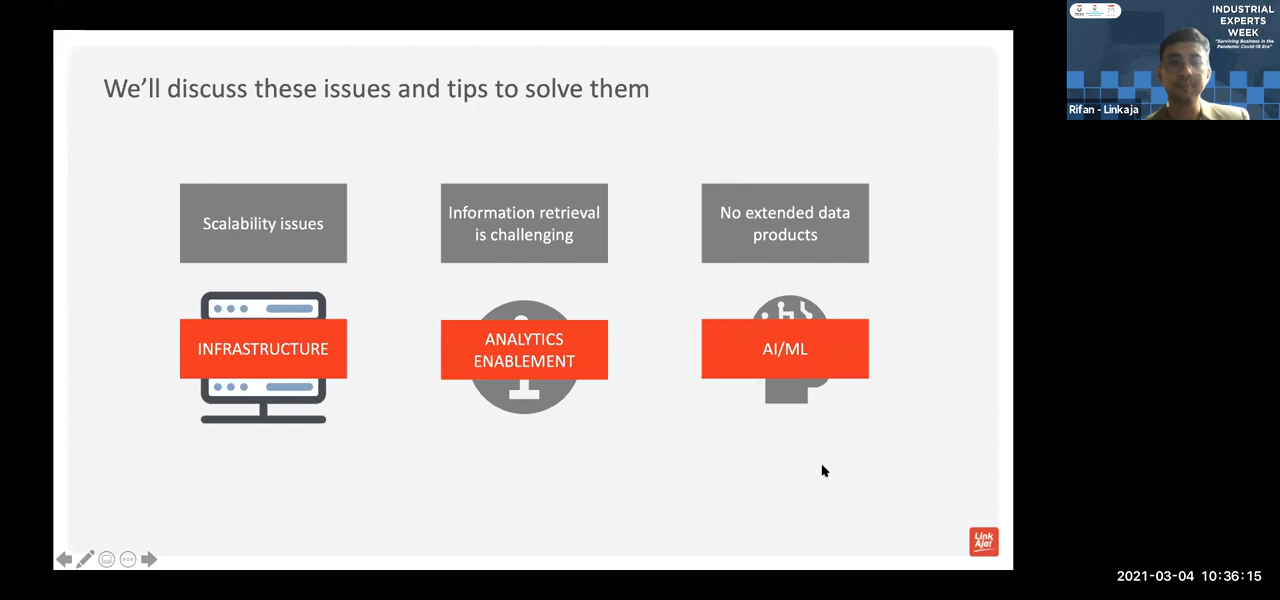 We'll discuss these issues and tips to solve them
Scalability issues
Information retrieval
is challenging
No extended data
products
INFRASTRUCTURE
ANALYTICS
ENABLEMENT
AI/ML
Link
Aja!
INDUSTRIAL
EXPERTS
WEEK
"Surviving Business in the
Pandemic Covid-19 Era"
Rifan - Linkaja
2021-03-04 10:36:15